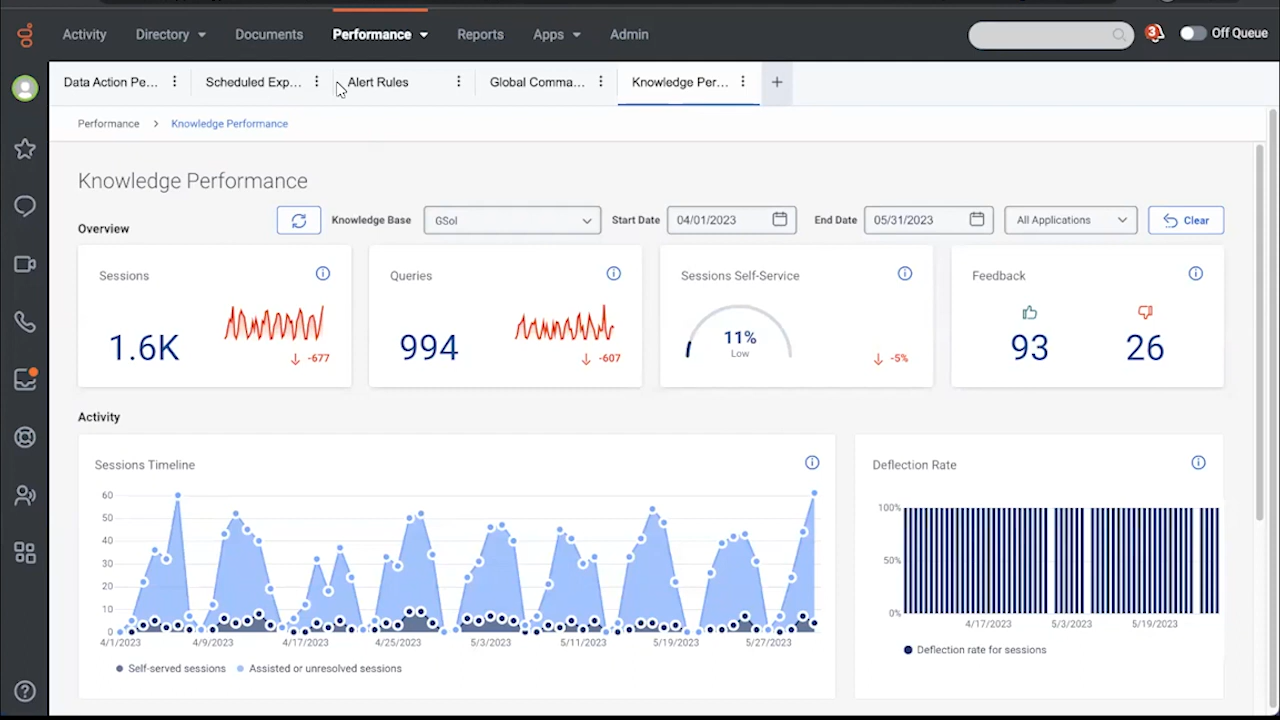 Activity Directory Documents Performance Reports Apps Admin 3 Off Queue
Data Action Pe... Scheduled Exp... Alert Rules Global Comma... Knowledge Per... +
Performance > Knowledge Performance
Knowledge Performance
Overview Knowledge Base GSol Start Date 04/01/2023 End Date 05/31/2023 All Applications Clear
Sessions
1.6K
-677
Queries
994
-607
Sessions Self-Service
11%
Low
-5%
Feedback
93 26
Activity
Sessions Timeline
60
50
40
30
20
10
0
4/1/2023 4/9/2023 4/17/2023 4/25/2023 5/3/2023 5/11/2023 5/19/2023 5/27/2023
Self-served sessions Assisted or unresolved sessions
Deflection Rate
100%
50%
0%
4/17/2023 5/3/2023 5/19/2023
Deflection rate for sessions